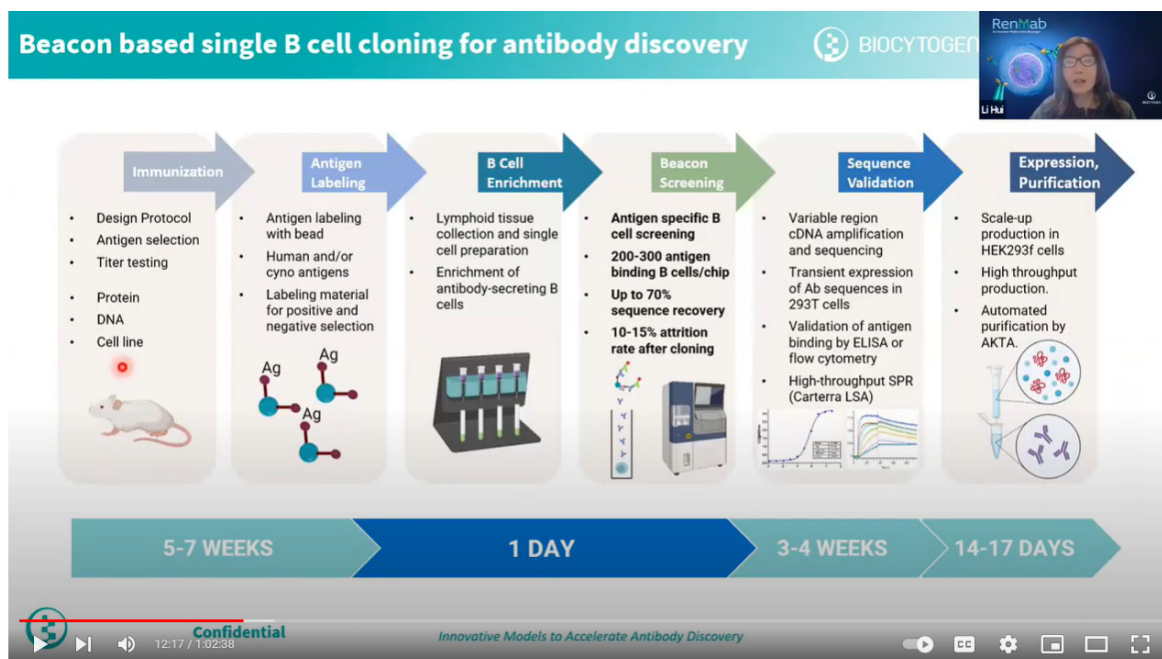 Beacon based single B cell cloning for antibody discovery
BIOCYTOGEN
RenMab
Li Hui
Immunization
• Design Protocol
• Antigen selection
• Titer testing
• Protein
• DNA
• Cell line
Antigen
Labeling
• Antigen labeling
with bead
• Human and/or
cyno antigens
• Labeling material
for positive and
negative selection
Ag
Ag
Ag
B Cell
Enrichment
• Lymphoid tissue
collection and single
cell preparation
• Enrichment of
antibody-secreting B
cells
Beacon
Screening
• Antigen specific B
cell screening
• 200-300 antigen
binding B cells/chip
• Up to 70%
sequence recovery
• 10-15% attrition
rate after cloning
Sequence
Validation
• Variable region
cDNA amplification
and sequencing
• Transient expression
of Ab sequences in
293T cells
• Validation of antigen
binding by ELISA or
flow cytometry
• High-throughput SPR
(Carterra LSA)
Expression,
Purification
• Scale-up
production in
HEK293f cells
• High throughput
production.
• Automated
purification by
AKTA.
5-7 WEEKS
1 DAY
3-4 WEEKS
14-17 DAYS
Confidential
Innovative Models to Accelerate Antibody Discovery
12:17 / 1:02:38
CC